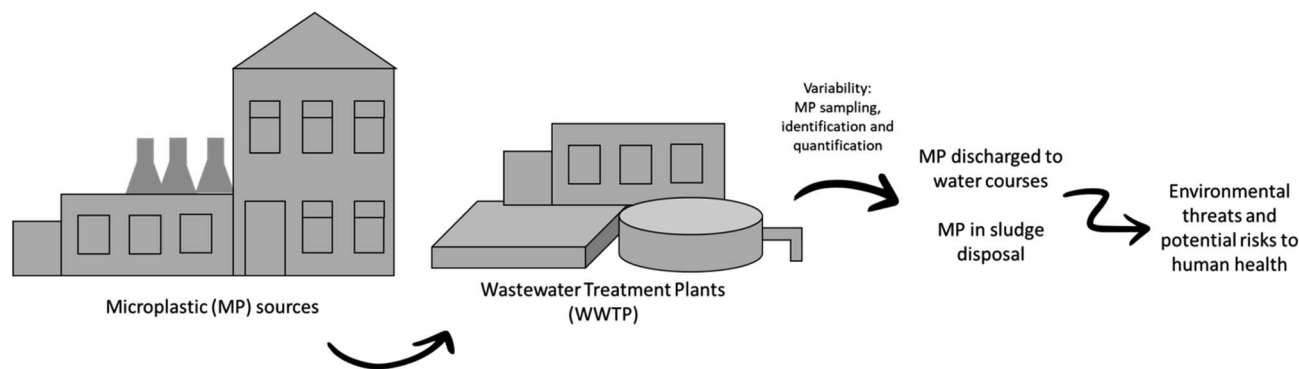 Microplastic (MP) sources
Wastewater Treatment Plants
(WWTP)
Variability:
MP sampling,
identification and
quantification
MP discharged to
water courses
MP in sludge
disposal
Environmental
threats and
potential risks to
human health